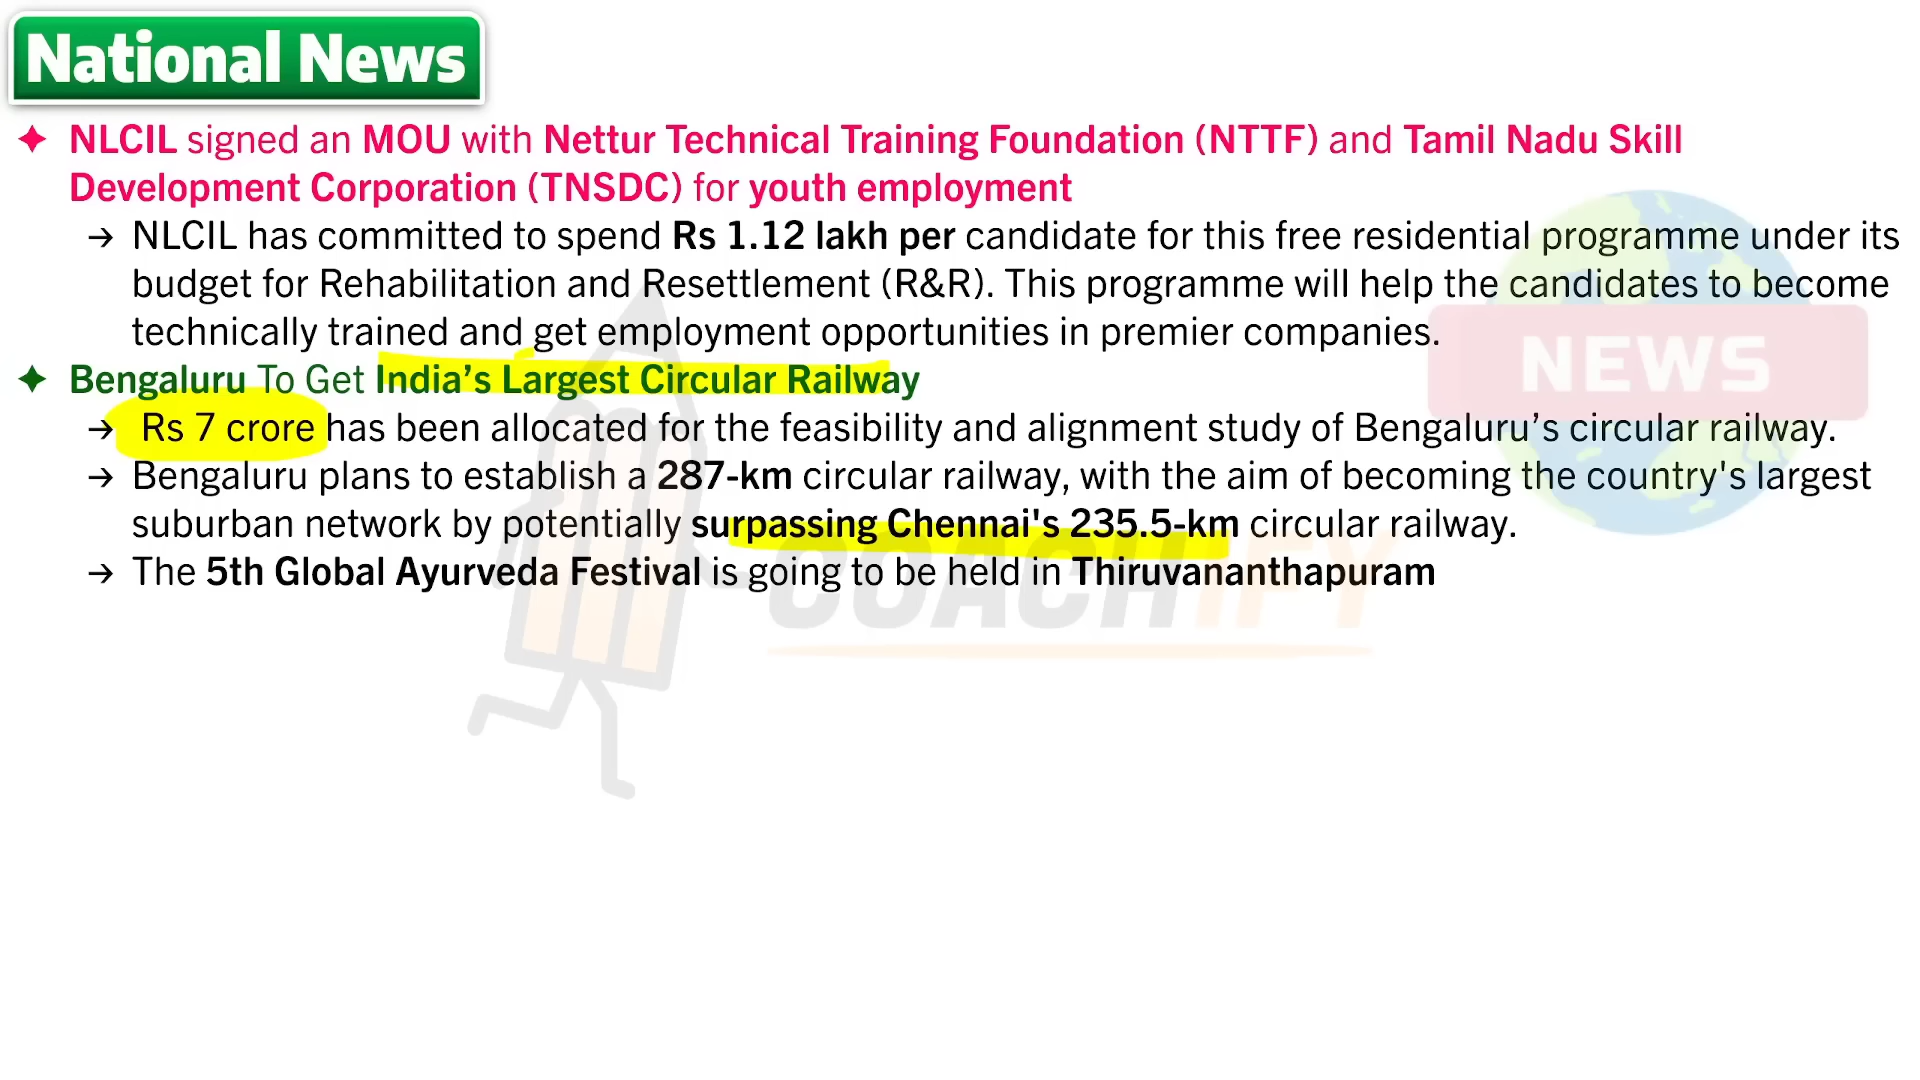 National News
✦ NLCIL signed an MOU with Nettur Technical Training Foundation (NTTF) and Tamil Nadu Skill
Development Corporation (TNSDC) for youth employment
→ NLCIL has committed to spend Rs 1.12 lakh per candidate for this free residential programme under its
budget for Rehabilitation and Resettlement (R&R). This programme will help the candidates to become
technically trained and get employment opportunities in premier companies.
NEWS
✦ Bengaluru To Get India’s Largest Circular Railway
→ Rs 7 crore has been allocated for the feasibility and alignment study of Bengaluru’s circular railway.
→ Bengaluru plans to establish a 287-km circular railway, with the aim of becoming the country's largest
suburban network by potentially surpassing Chennai's 235.5-km circular railway.
→ The 5th Global Ayurveda Festival is going to be held in Thiruvananthapuram
COACHIFY